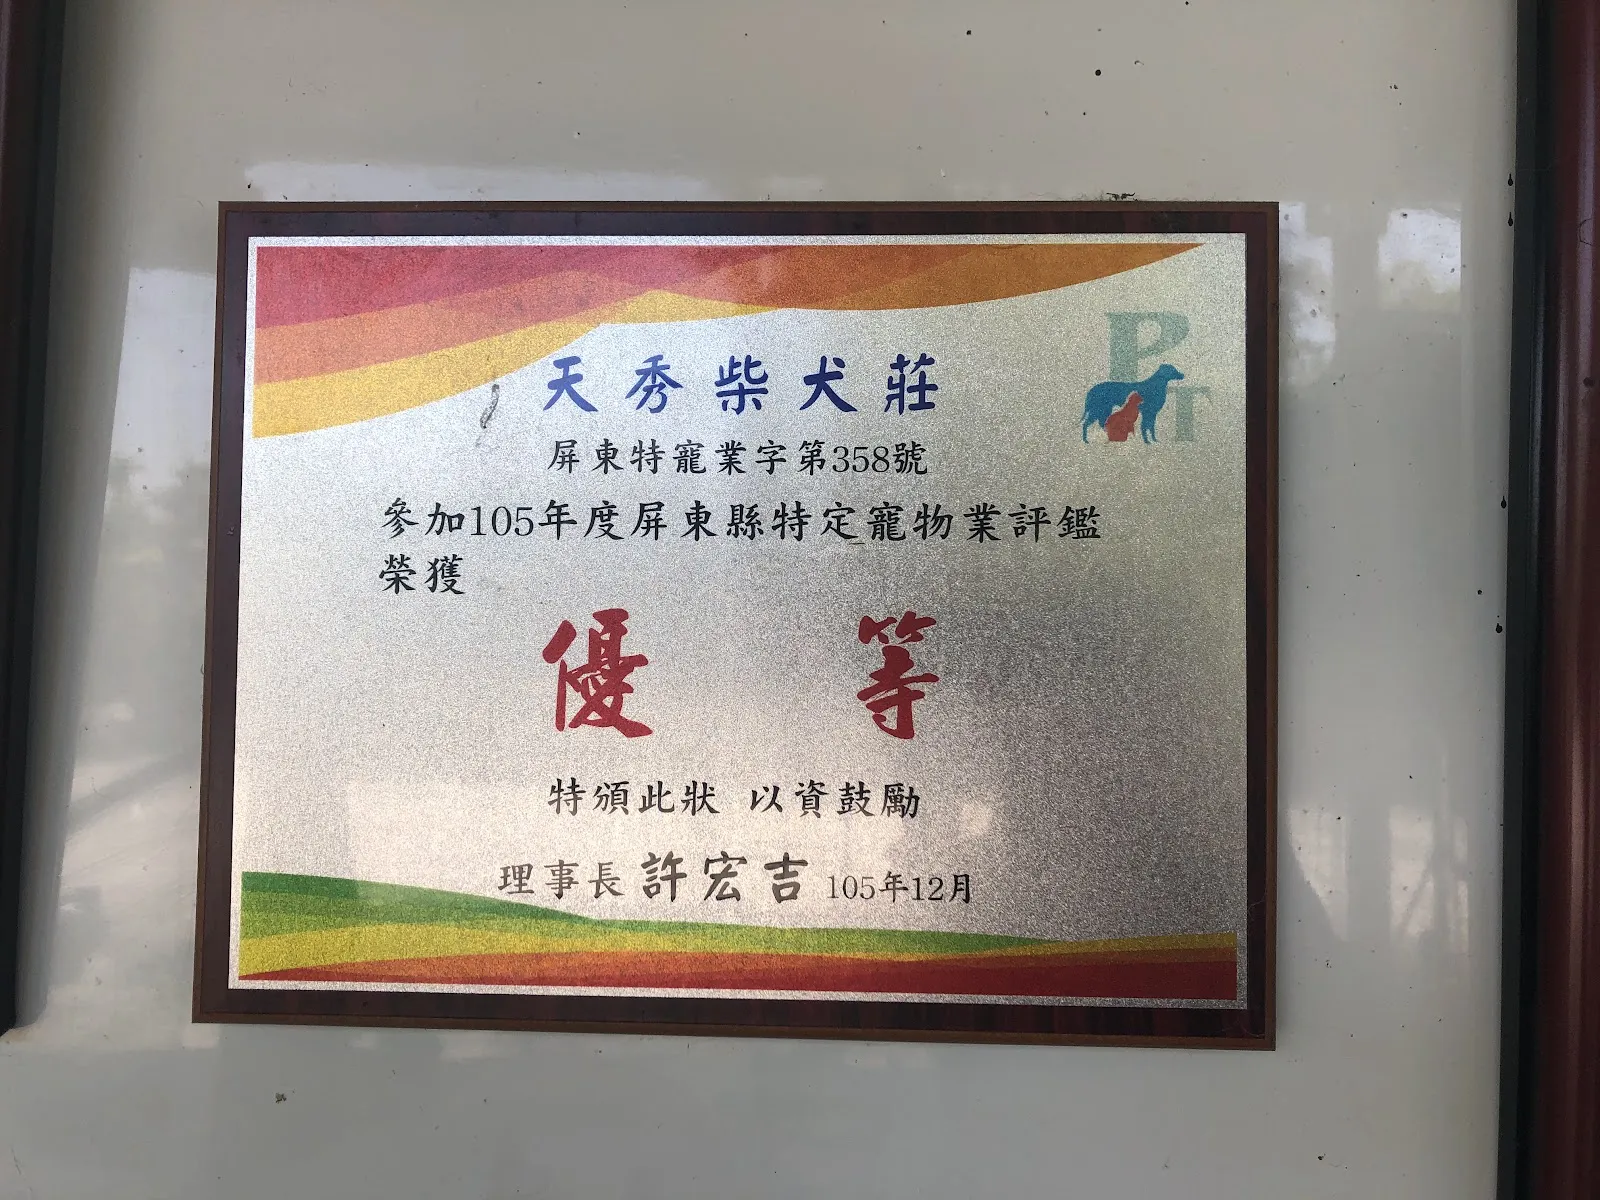 天秀柴犬莊
屏東特寵業字第358號
參加105年度屏東縣特定寵物業評鑑
榮獲
優等
特頒此狀 以資鼓勵
理事長 許宏吉 105年12月
PT